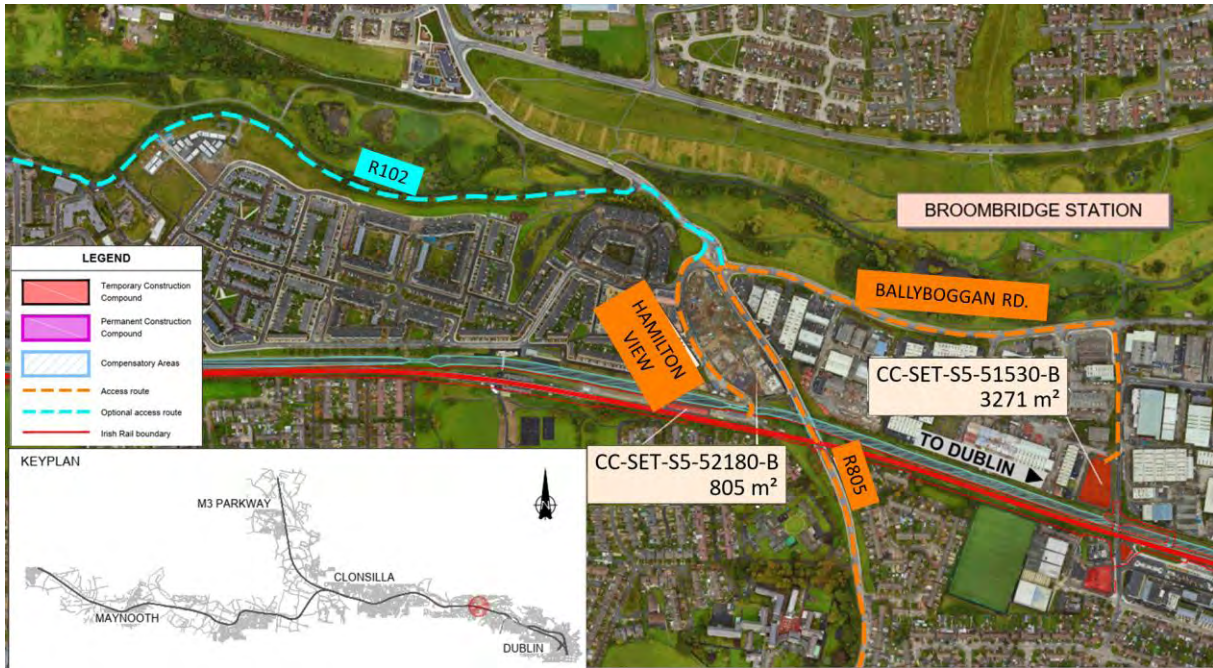 R102
BROOMBRIDGE STATION
BALLYBOGGAN RD.
HAMILTON
VIEW
CC-SET-S5-51530-B
3271 m²
CC-SET-S5-52180-B
805 m²
TO DUBLIN
R805
LEGEND
Temporary Construction
Compound
Permanent Construction
Compound
Compensatory Areas
Access route
Optional access route
Irish Rail boundary
KEYPLAN
M3 PARKWAY
CLONSILLA
MAYNOOTH
DUBLIN
N